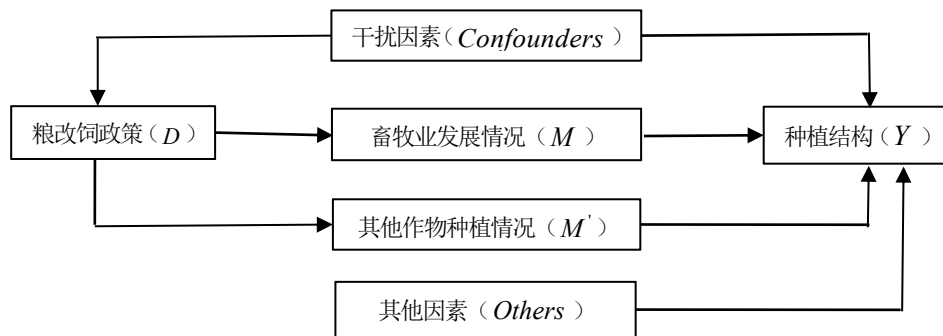 干扰因素（Confounders）
粮改饲政策（D）
畜牧业发展情况（M）
种植结构（Y）
其他作物种植情况（M'）
其他因素（Others）